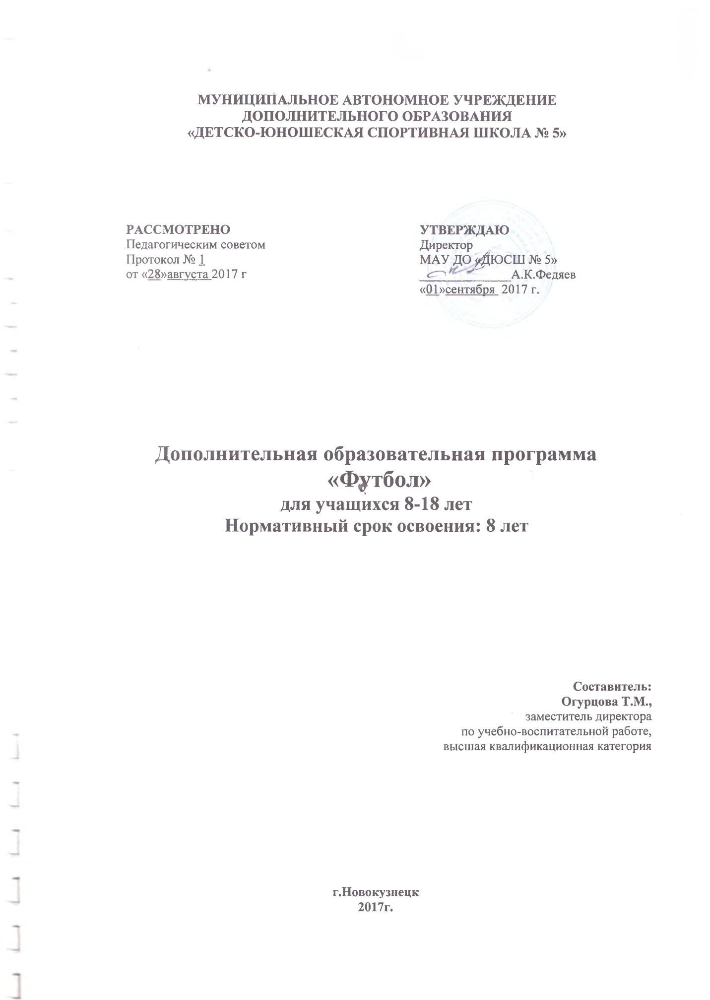 МУНИЦИПАЛЬНОЕ АВТОНОМНОЕ УЧРЕЖДЕНИЕ
ДОПОЛНИТЕЛЬНОГО ОБРАЗОВАНИЯ
«ДЕТСКО-ЮНОШЕСКАЯ СПОРТИВНАЯ ШКОЛА № 5»
РАССМОТРЕНО
Педагогическим советом
Протокол № 1
от «28»августа 2017 г
УТВЕРЖДАЮ
Директор
МАУ ДО «ДЮСШ № 5»
______________А.К.Федяев
«01»сентября 2017 г.
Дополнительная образовательная программа
«Футбол»
для учащихся 8-18 лет
Нормативный срок освоения: 8 лет
Составитель:
Огурцова Т.М.,
заместитель директора
по учебно-воспитательной работе,
высшая квалификационная категория
г.Новокузнецк
2017г.